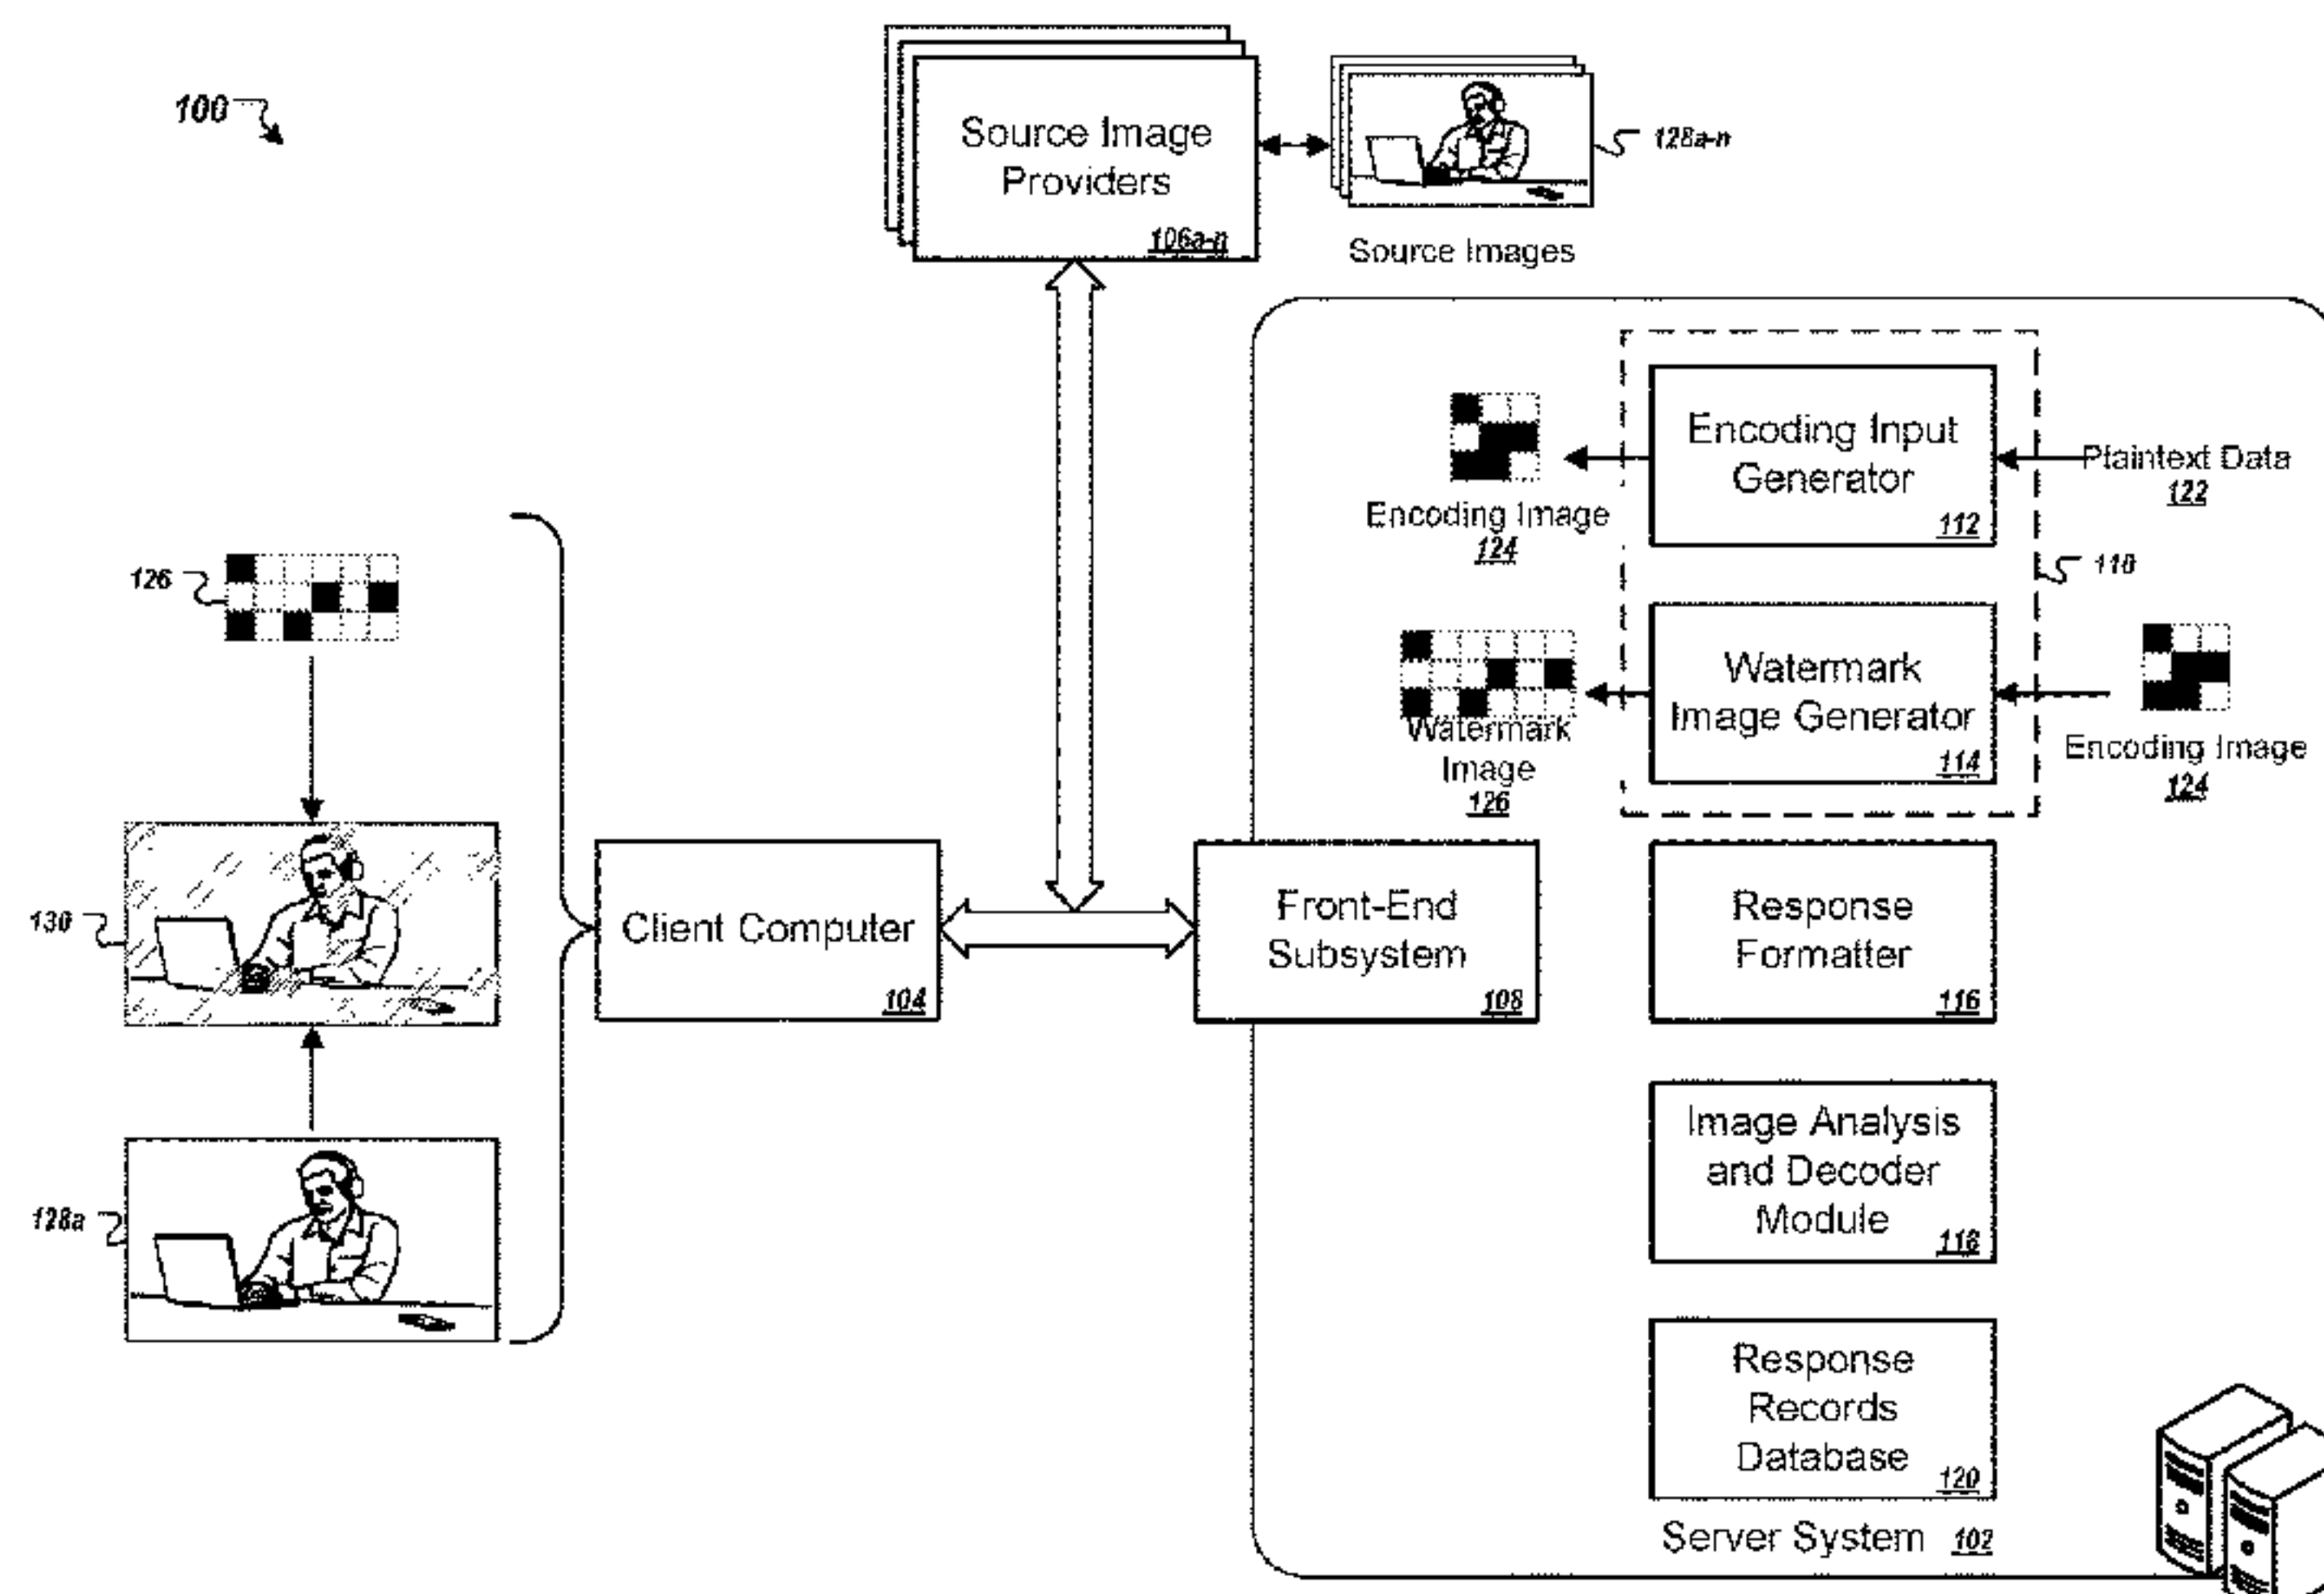 100
Source Image
Providers
106a-n
128a-n
Source Images
Encoding Input
Generator
112
Plaintext Data
122
Encoding Image
124
110
126
Watermark
Image Generator
114
Watermark
Image
126
Encoding Image
124
130
Client Computer
104
Front-End
Subsystem
108
Response
Formatter
116
128a
Image Analysis
and Decoder
Module
118
Response
Records
Database
120
Server System 102